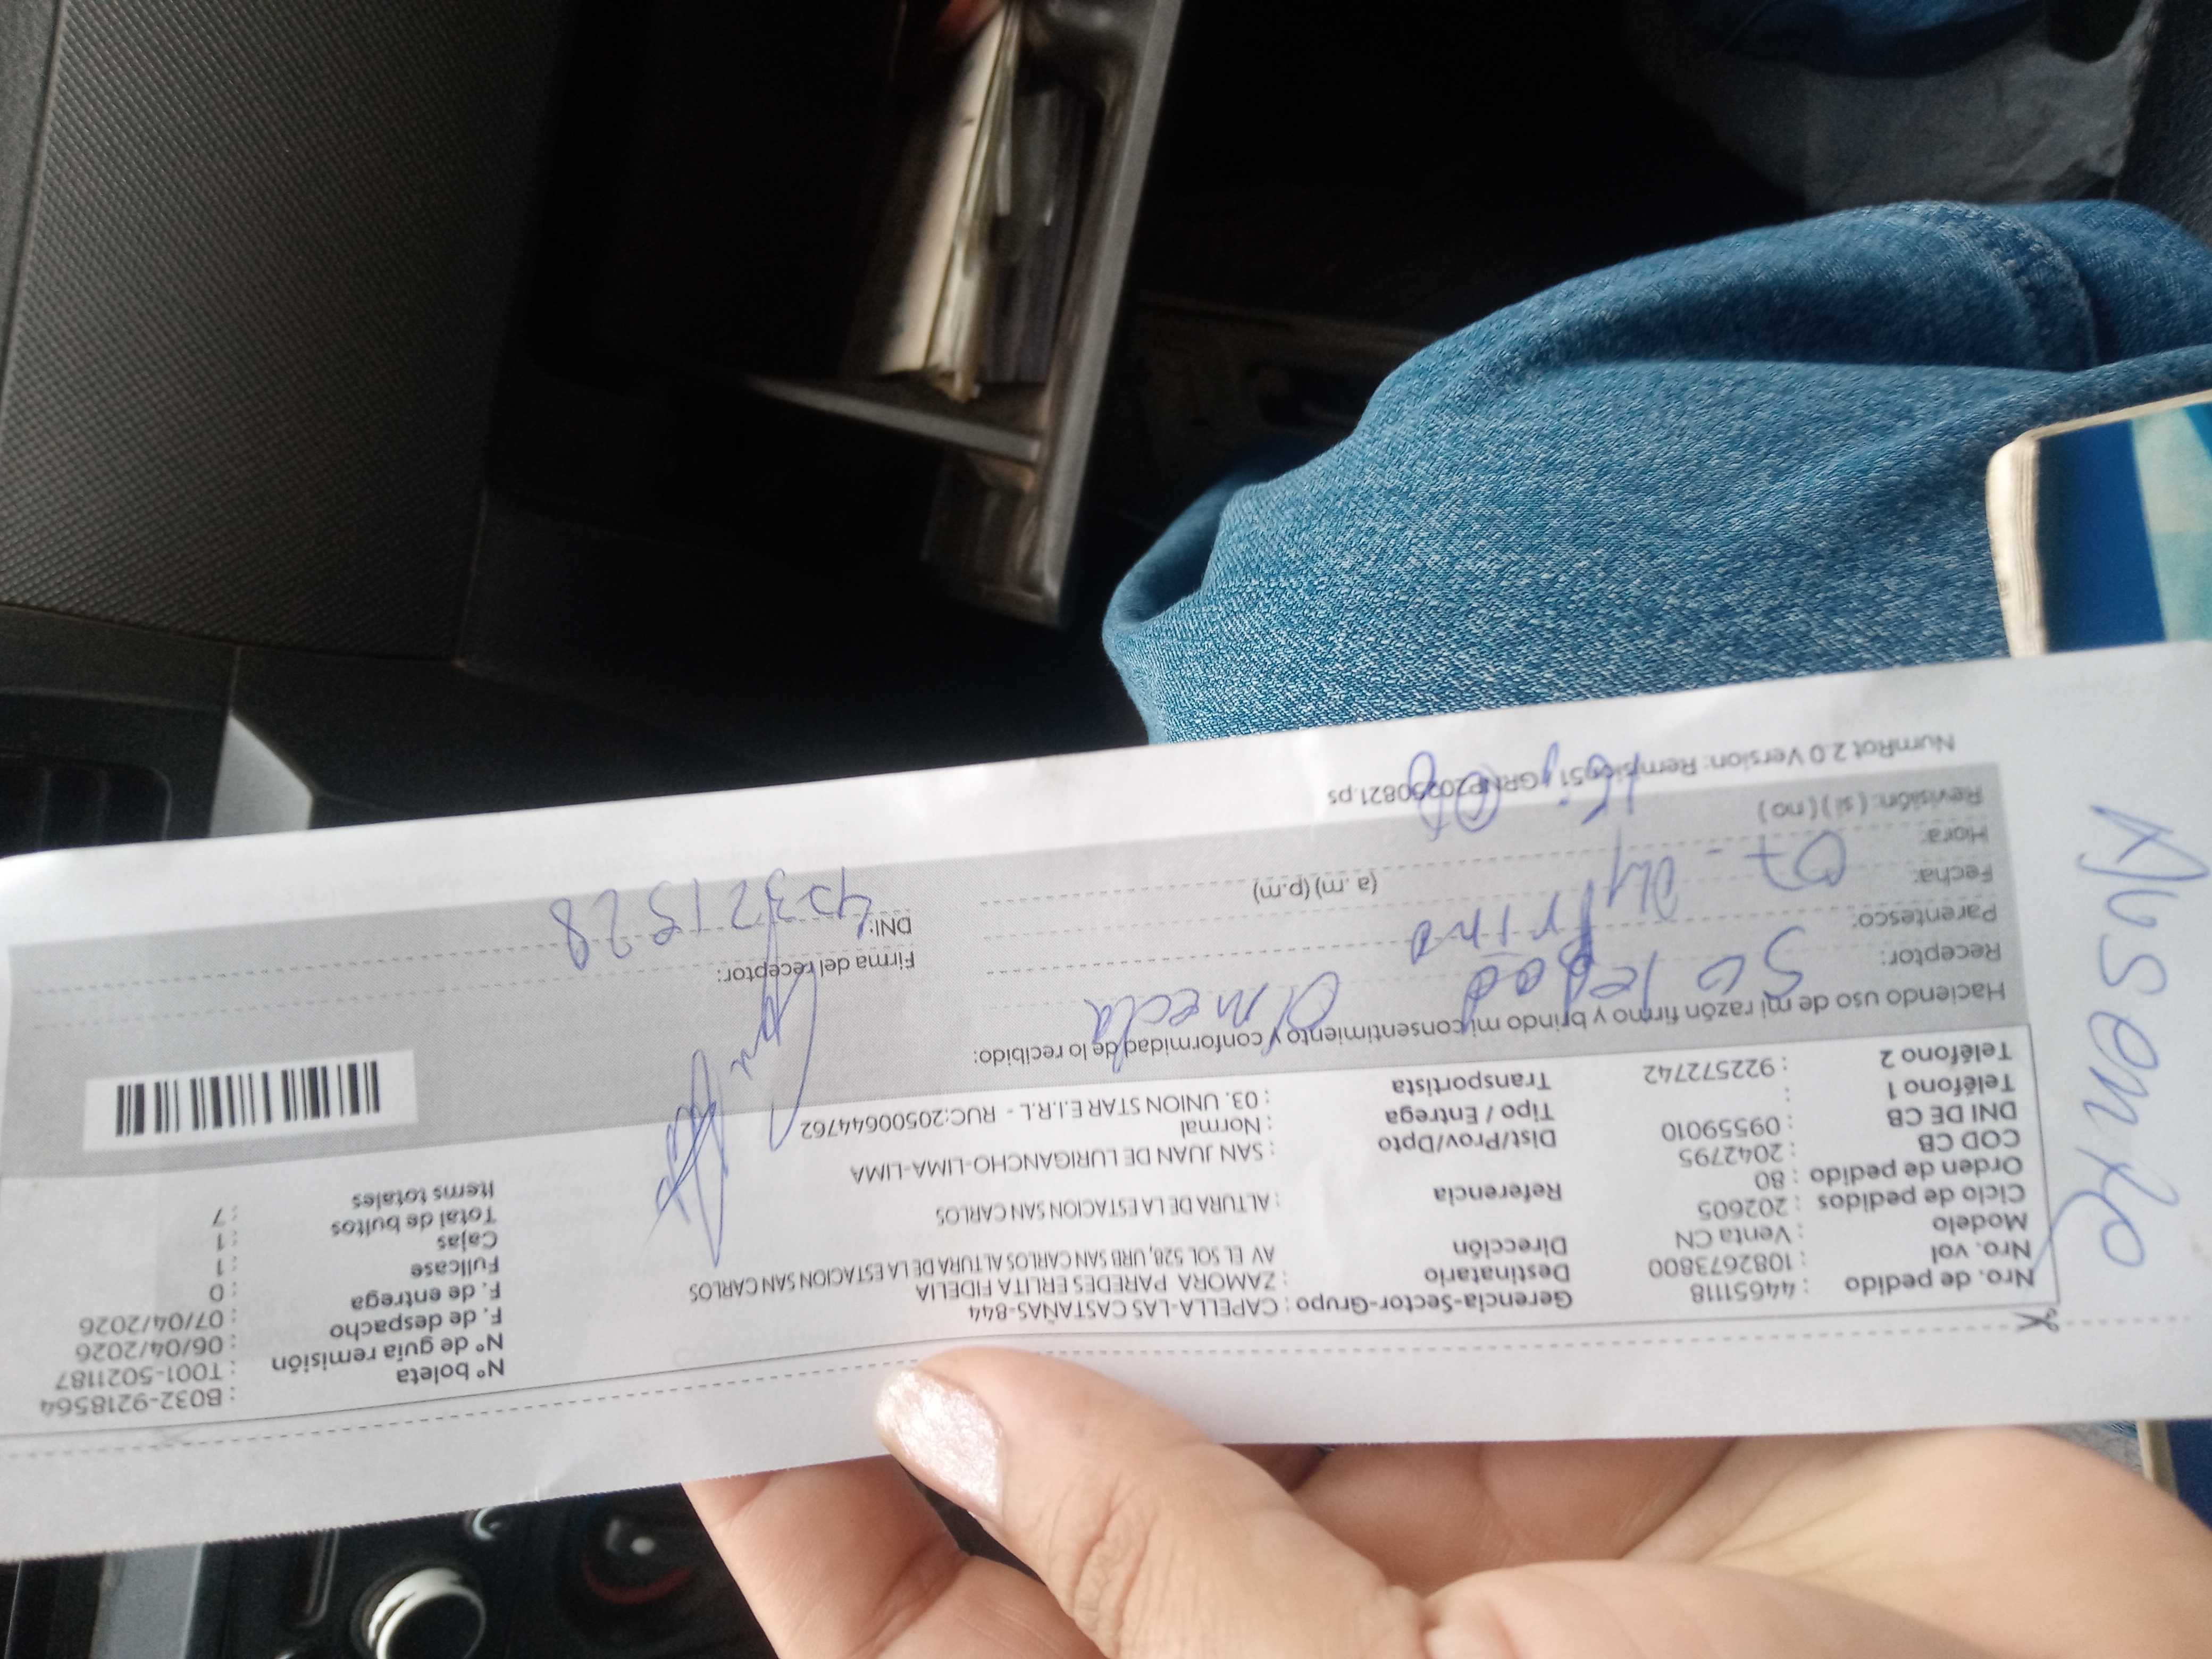 Ausente
Nro. de pedido : 44651118
Nro. vol : 1082673800
Modelo : Venta CN
Ciclo de pedidos : 202605
Orden de pedido : 80
COD CB : 2042795
DNI DE CB : 09559010
Teléfono 1 :
Teléfono 2 : 922572742
Gerencia-Sector-Grupo : CAPELLA-LAS CASTAÑAS-844
Destinatario : ZAMORA PAREDES ERLITA FIDELIA
Dirección AV EL SOL 528, URB SAN CARLOS ALTURA DE LA ESTACION SAN CARLOS
Referencia : ALTURA DE LA ESTACION SAN CARLOS
Dist/Prov/Dpto : SAN JUAN DE LURIGANCHO-LIMA-LIMA
Tipo / Entrega : Normal
Transportista : 03. UNION STAR E.I.R.L - RUC:20500644762
N° boleta : B032-9218564
N° de guía remisión : T001-5021187
F. de despacho : 06/04/2026
F. de entrega : 07/04/2026
Fullcase : 0
Cajas : 1
Total de bultos : 1
Items totales : 7
Haciendo uso de mi razón firmo y brindo mi consentimiento y conformidad de lo recibido:
Receptor: Soledad
Parentesco:
Fecha: 07-04
Hora: (a. m) (p.m)
Revisión: ( si ) ( no )
Firma del receptor:
DNI:
NumRot 2.0 Version: